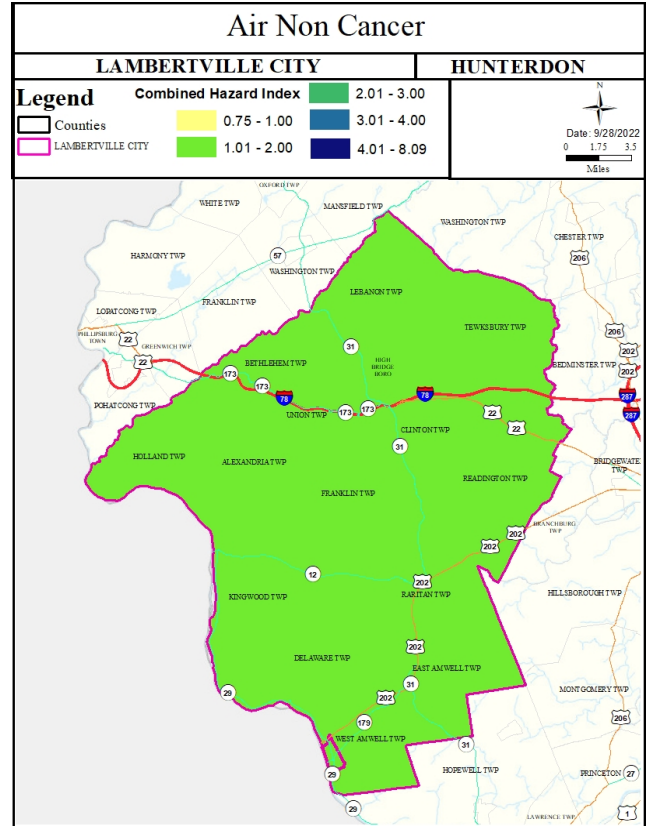 Air Non Cancer
LAMBERTVILLE CITY
HUNTERDON
Legend
Counties
LAMBERTVILLE CITY
Combined Hazard Index
0.75 - 1.00
1.01 - 2.00
2.01 - 3.00
3.01 - 4.00
4.01 - 8.09
N
Date: 9/28/2022
0 1.75 3.5
Miles
OXFORD TWP
WHITE TWP
MANSFIELD TWP
WASHINGTON TWP
CHESTER TWP
206
HARMONY TWP
57
WASHINGTON TWP
LEBANON TWP
FRANKLIN TWP
LOPATCONG TWP
TEWKSBURY TWP
206
PHILLIPSBURG
TOWN
22
GREENWICH TWP
31
202
22
BETHLEHEM TWP
HIGH
BRIDGE
BORO
BEDMINSTER TWP
202
173
173
78
78
287
POHATCONG TWP
UNION TWP
173
173
22
287
CLINTON TWP
22
31
HOLLAND TWP
ALEXANDRIA TWP
BRIDGEWATE
TWP
READINGTON TWP
FRANKLIN TWP
BRANCHBURG
TWP
202
202
12
202
KINGWOOD TWP
RARITAN TWP
HILLSBOROUGH TWP
202
DELAWARE TWP
EAST AMWELL TWP
31
29
202
MONTGOMERY TWP
179
206
WEST AMWELL TWP
31
29
HOPEWELL TWP
PRINCETON
27
29
LAWRENCE TWP
1